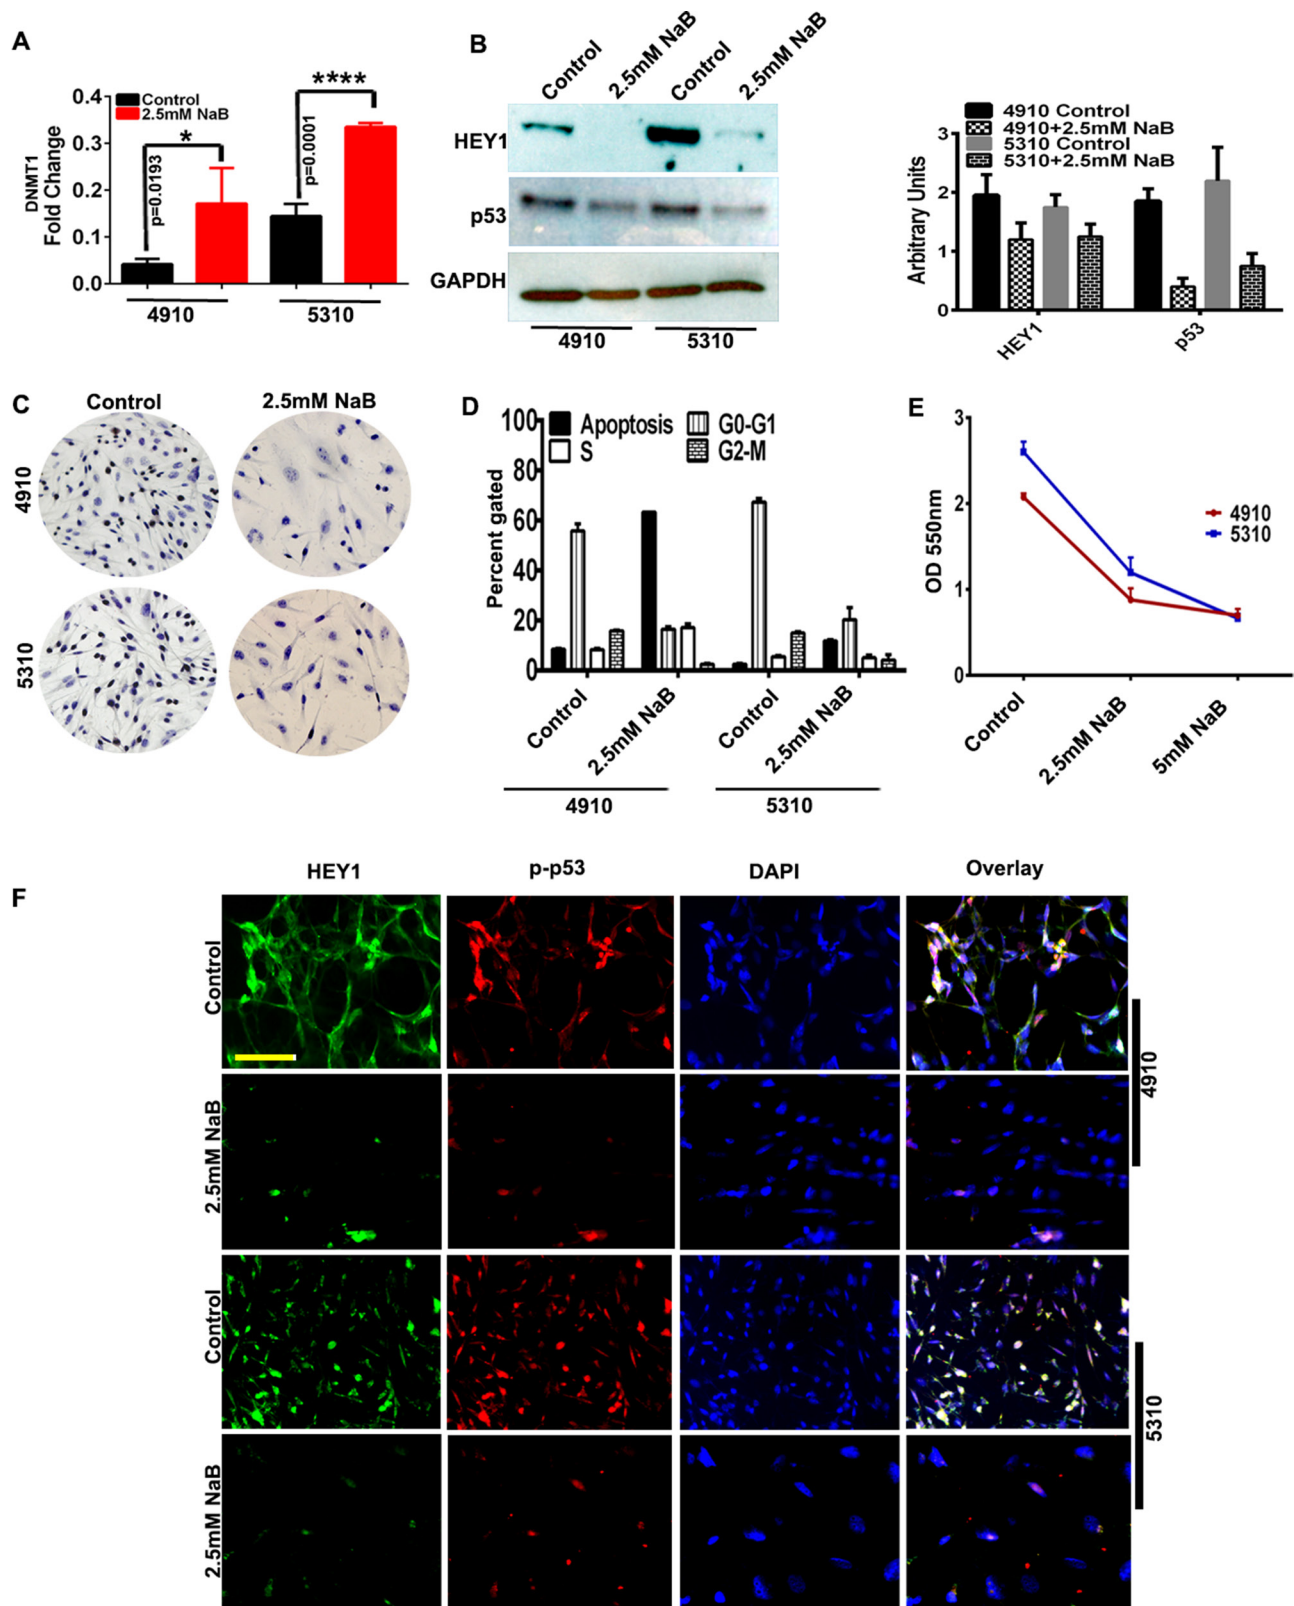 A
0.4
0.3
0.2
0.1
0.0
DNMT1
Fold Change
Control
2.5mM NaB
*
p=0.0193
****
p=0.0001
4910
5310
B
Control
2.5mM NaB
Control
2.5mM NaB
HEY1
p53
GAPDH
4910
5310
4910 Control
4910+2.5mM NaB
5310 Control
5310+2.5mM NaB
Arbitrary Units
3
2
1
0
HEY1
p53
C
Control
2.5mM NaB
4910
5310
D
100
80
60
40
20
0
Percent gated
Apoptosis
G0-G1
S
G2-M
Control
2.5mM NaB
Control
2.5mM NaB
4910
5310
E
3
2
1
0
OD 550nm
4910
5310
Control
2.5mM NaB
5mM NaB
F
HEY1
p-p53
DAPI
Overlay
Control
2.5mM NaB
4910
Control
2.5mM NaB
5310